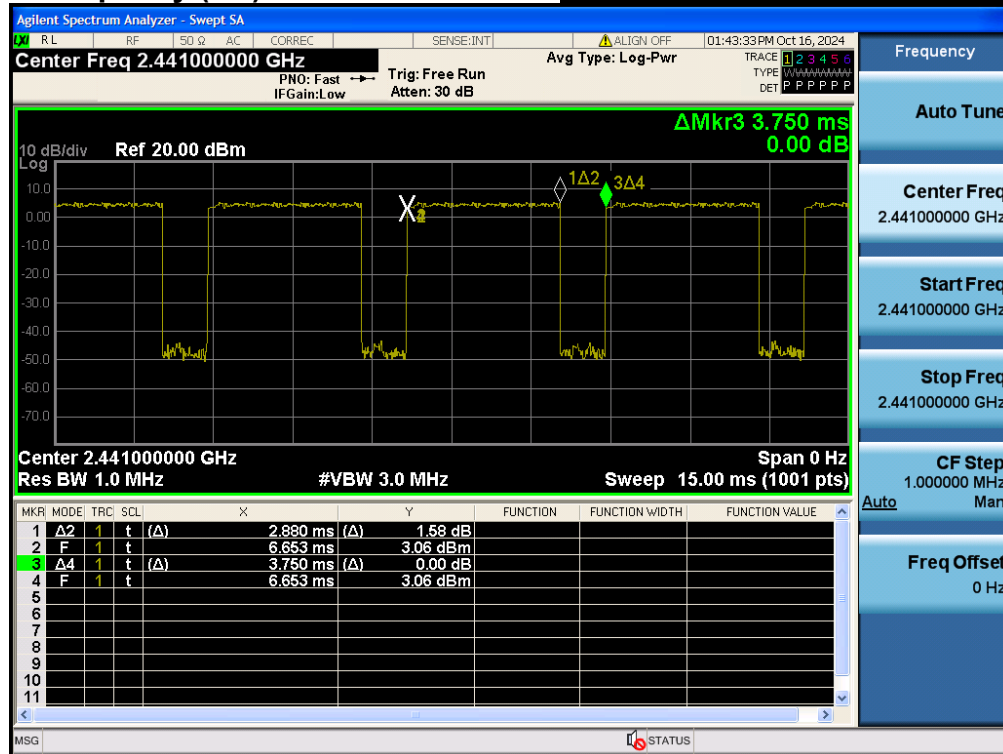 Agilent Spectrum Analyzer - Swept SA
LXI RL RF 50 Ω AC CORREC SENSE:INT ALIGN OFF 01:43:33 PM Oct 16, 2024
Center Freq 2.441000000 GHz
PNO: Fast
IFGain:Low
Trig: Free Run
Atten: 30 dB
Avg Type: Log-Pwr
TRACE 1 2 3 4 5 6
TYPE
DET P P P P P P
ΔMkr3 3.750 ms
0.00 dB
10 dB/div Ref 20.00 dBm
Log
10.0
0.00
-10.0
-20.0
-30.0
-40.0
-50.0
-60.0
-70.0
1Δ2
3Δ4
Center 2.441000000 GHz Span 0 Hz
Res BW 1.0 MHz #VBW 3.0 MHz Sweep 15.00 ms (1001 pts)
MKR MODE TRC SCL X Y FUNCTION FUNCTION WIDTH FUNCTION VALUE
1 Δ2 1 t (Δ) 2.880 ms (Δ) 1.58 dB
2 F 1 t 6.653 ms 3.06 dBm
3 Δ4 1 t (Δ) 3.750 ms (Δ) 0.00 dB
4 F 1 t 6.653 ms 3.06 dBm
5
6
7
8
9
10
11
MSG STATUS
Frequency
Auto Tune
Center Freq
2.441000000 GHz
Start Freq
2.441000000 GHz
Stop Freq
2.441000000 GHz
CF Step
1.000000 MHz
Auto Man
Freq Offset
0 Hz